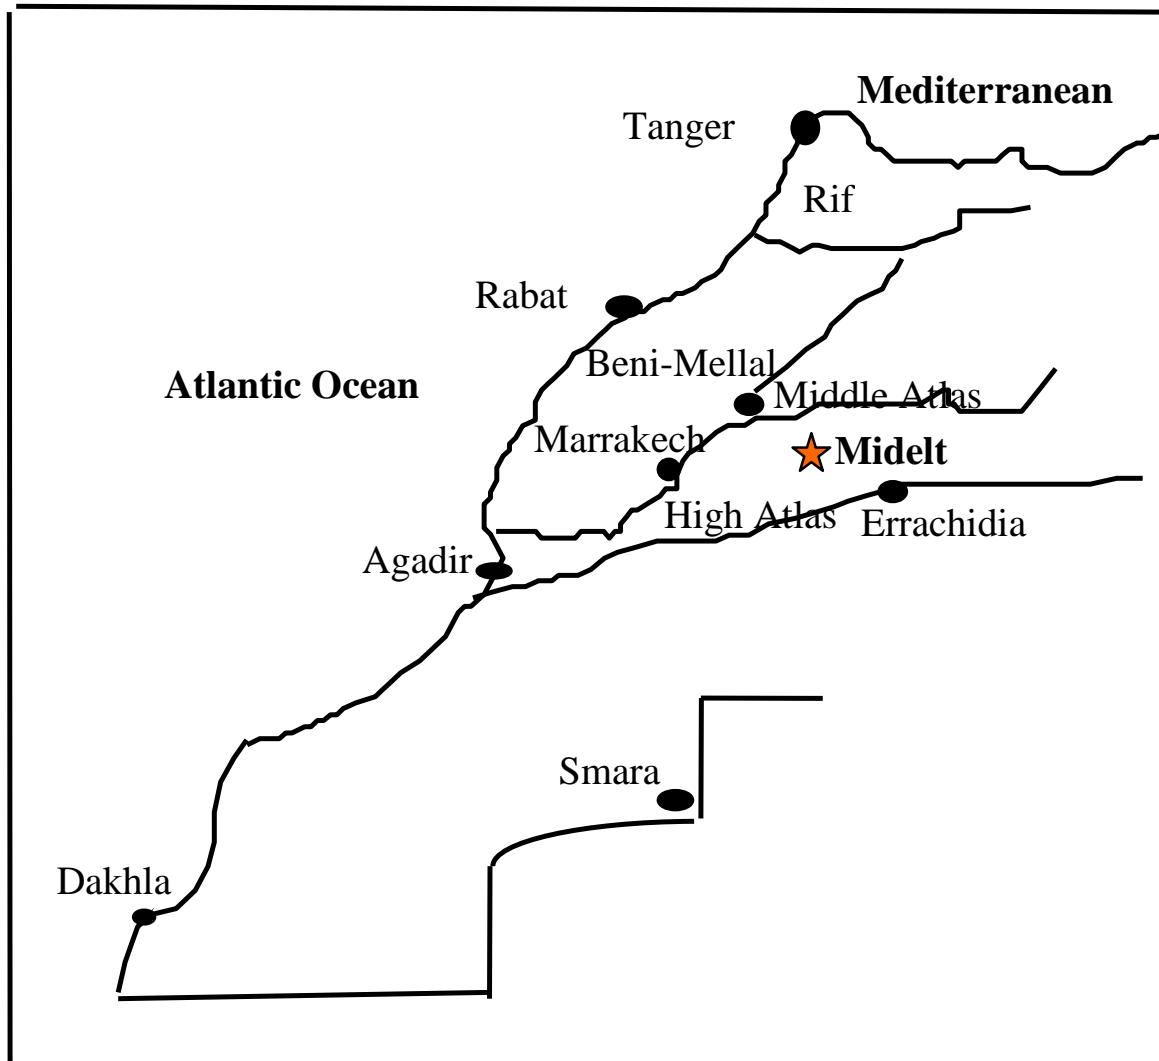 Mediterranean
Tanger
Rif
Rabat
Beni-Mellal
Atlantic Ocean
Middle Atlas
Marrakech
Midelt
High Atlas
Errachidia
Agadir
Smara
Dakhla